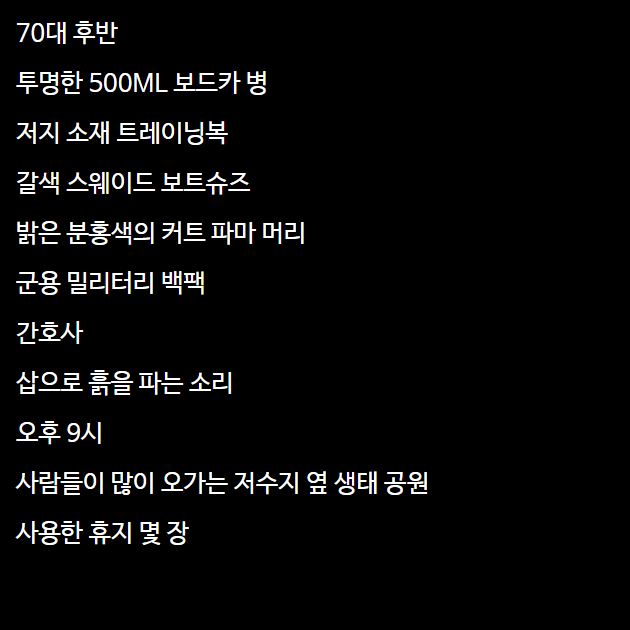 70대 후반
투명한 500ML 보드카 병
저지 소재 트레이닝복
갈색 스웨이드 보트슈즈
밝은 분홍색의 커트 파마 머리
군용 밀리터리 백팩
간호사
삽으로 흙을 파는 소리
오후 9시
사람들이 많이 오가는 저수지 옆 생태 공원
사용한 휴지 몇 장